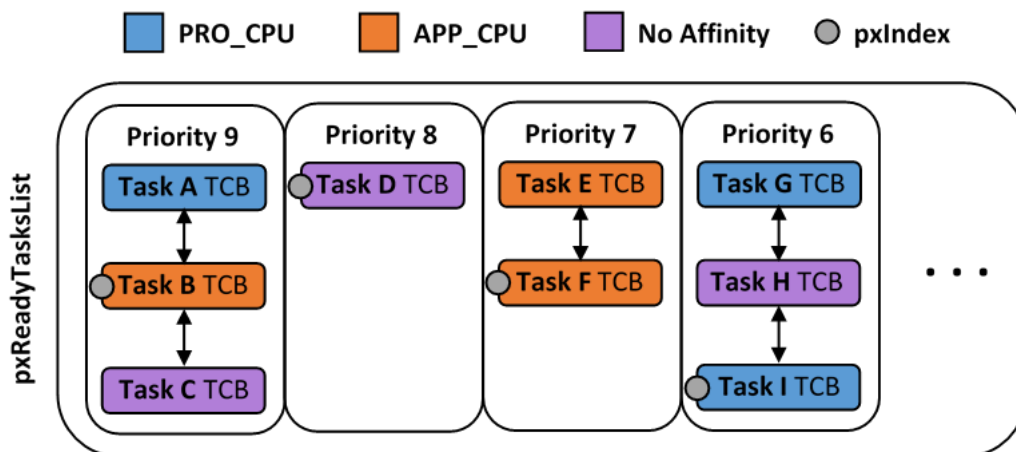 PRO_CPU
APP_CPU
No Affinity
pxIndex
pxReadyTasksList
Priority 9
Task A TCB
Task B TCB
Task C TCB
Priority 8
Task D TCB
Priority 7
Task E TCB
Task F TCB
Priority 6
Task G TCB
Task H TCB
Task I TCB
...